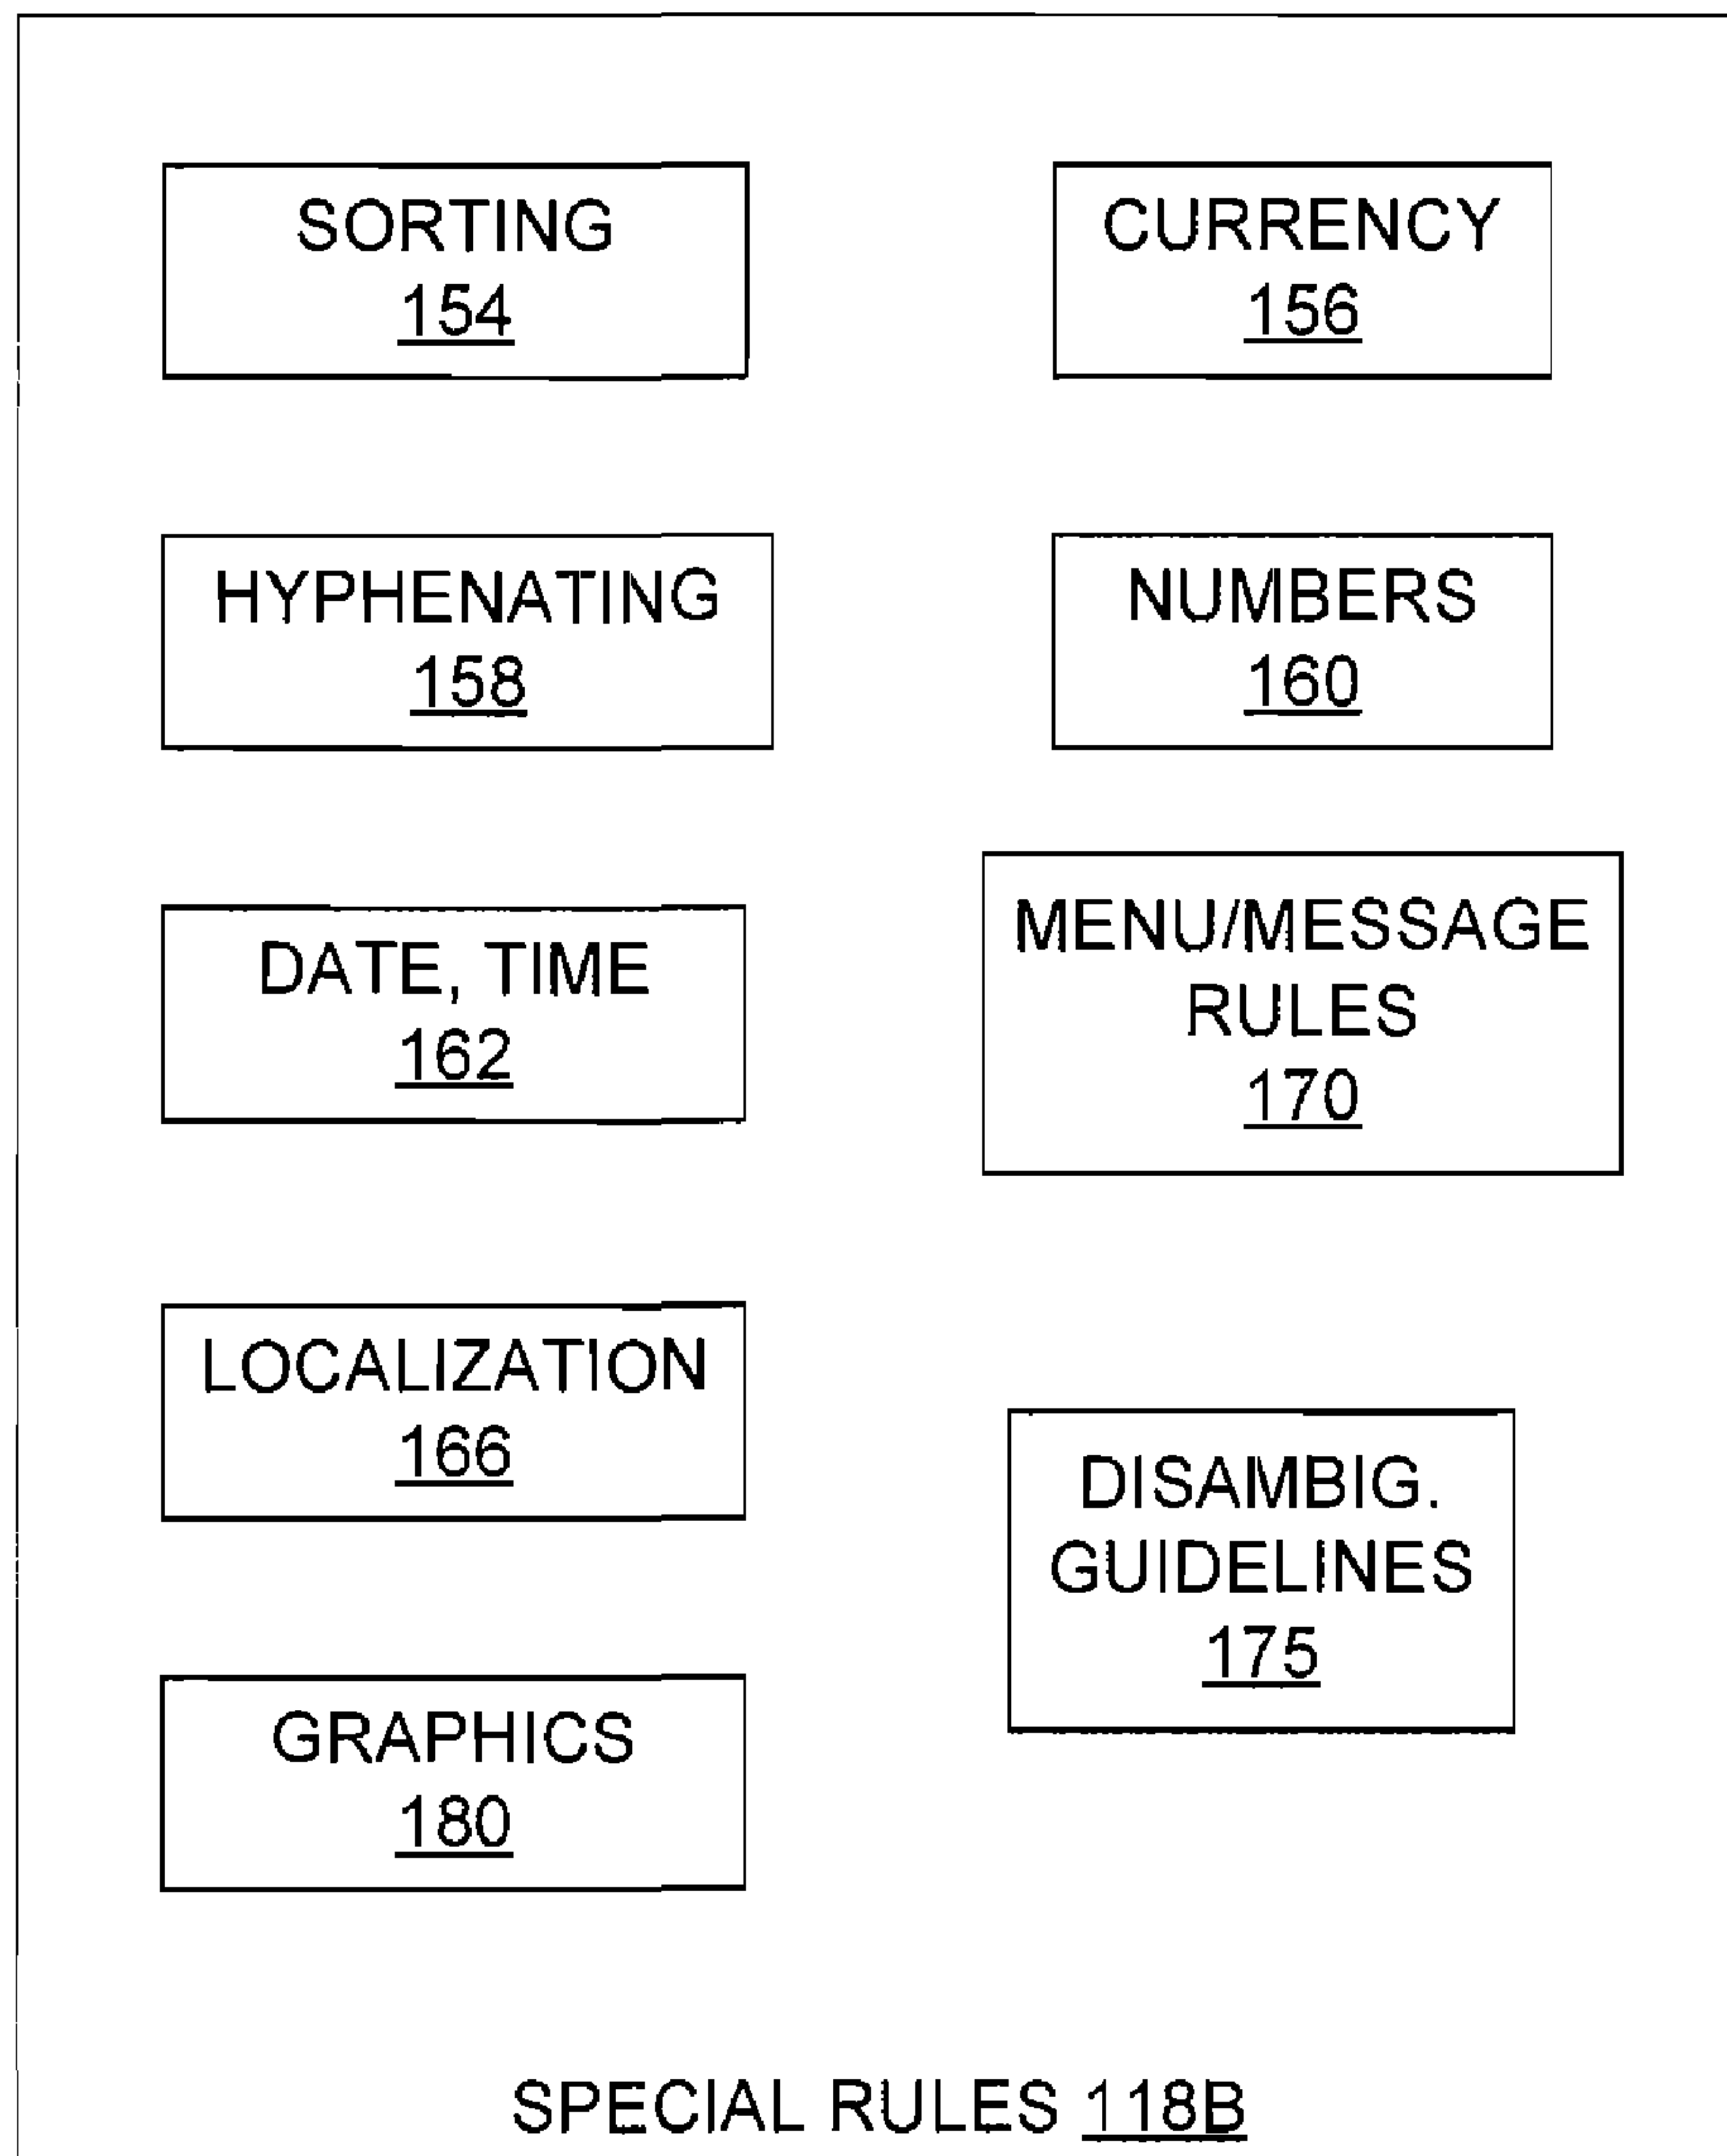 SORTING
154
CURRENCY
156
HYPHENATING
158
NUMBERS
160
DATE, TIME
162
MENU/MESSAGE
RULES
170
LOCALIZATION
166
DISAMBIG.
GUIDELINES
175
GRAPHICS
180
SPECIAL RULES 118B